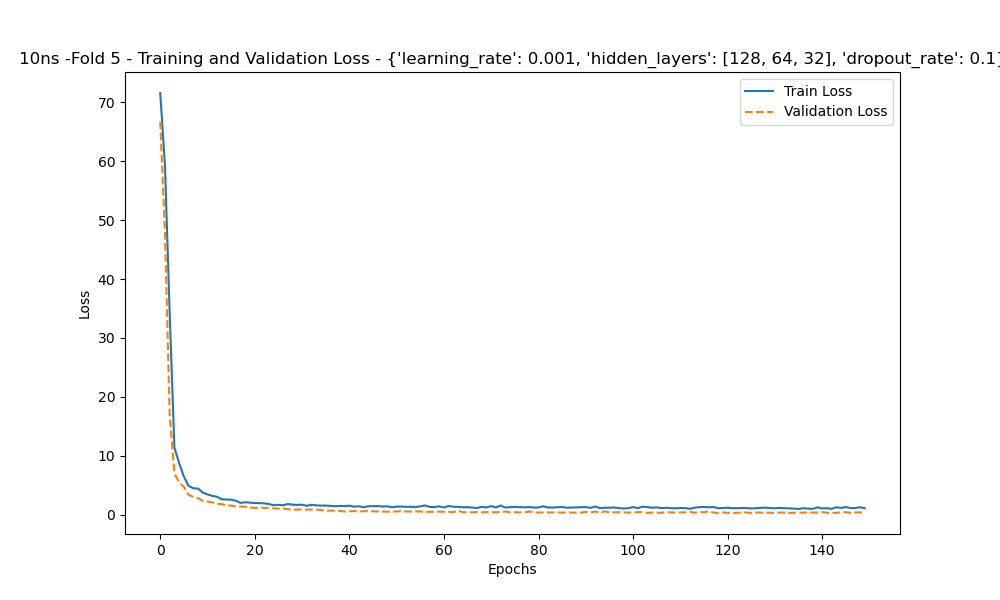 10ns -Fold 5 - Training and Validation Loss - {'learning_rate': 0.001, 'hidden_layers': [128, 64, 32], 'dropout_rate': 0.1}
Train Loss
Validation Loss
70
60
50
40
30
20
10
0
Loss
0 20 40 60 80 100 120 140
Epochs